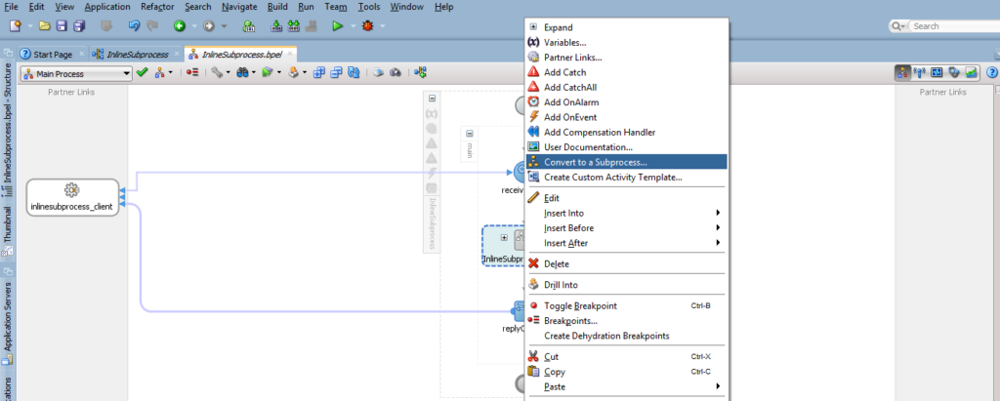 File Edit View Application Refactor Search Navigate Build Run Team Tools Window Help
Search
Start Page InlineSubprocess InlineSubprocess.bpel
Main Process
Partner Links
Partner Links
InlineSubprocess.bpel - Structure
Thumbnail
Application Servers
inlinesubprocess_client
main
InlineSubprocess
receiv
InlineSubp
replyO
Expand
Variables...
Partner Links...
Add Catch
Add CatchAll
Add OnAlarm
Add OnEvent
Add Compensation Handler
User Documentation...
Convert to a Subprocess...
Create Custom Activity Template...
Edit
Insert Into
Insert Before
Insert After
Delete
Drill Into
Toggle Breakpoint Ctrl-B
Breakpoints...
Create Dehydration Breakpoints
Cut Ctrl-X
Copy Ctrl-C
Paste